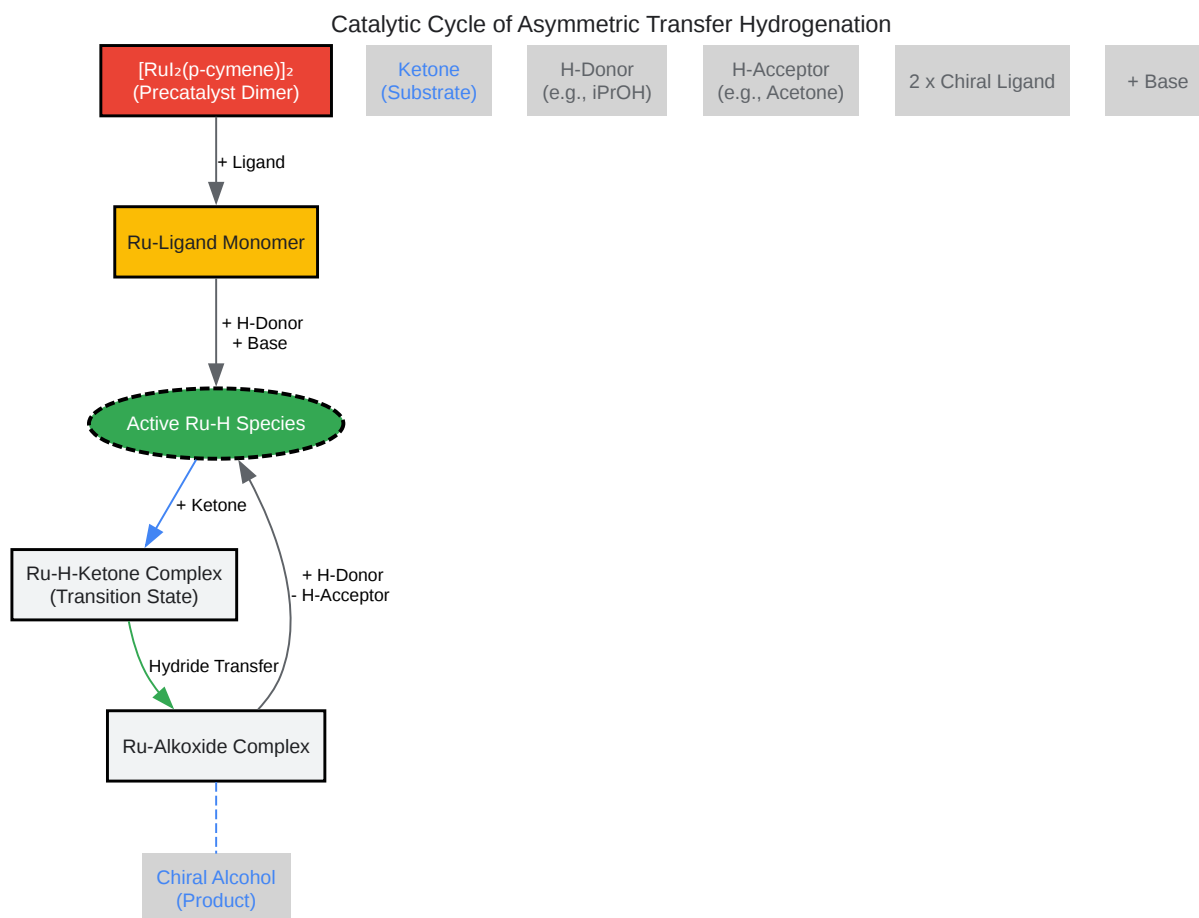 Catalytic Cycle of Asymmetric Transfer Hydrogenation
[RuI₂(p-cymene)]₂
(Precatalyst Dimer)
Ketone
(Substrate)
H-Donor
(e.g., iPrOH)
H-Acceptor
(e.g., Acetone)
2 x Chiral Ligand
+ Base
+ Ligand
Ru-Ligand Monomer
+ H-Donor
+ Base
Active Ru-H Species
+ Ketone
Ru-H-Ketone Complex
(Transition State)
+ H-Donor
- H-Acceptor
Hydride Transfer
Ru-Alkoxide Complex
Chiral Alcohol
(Product)